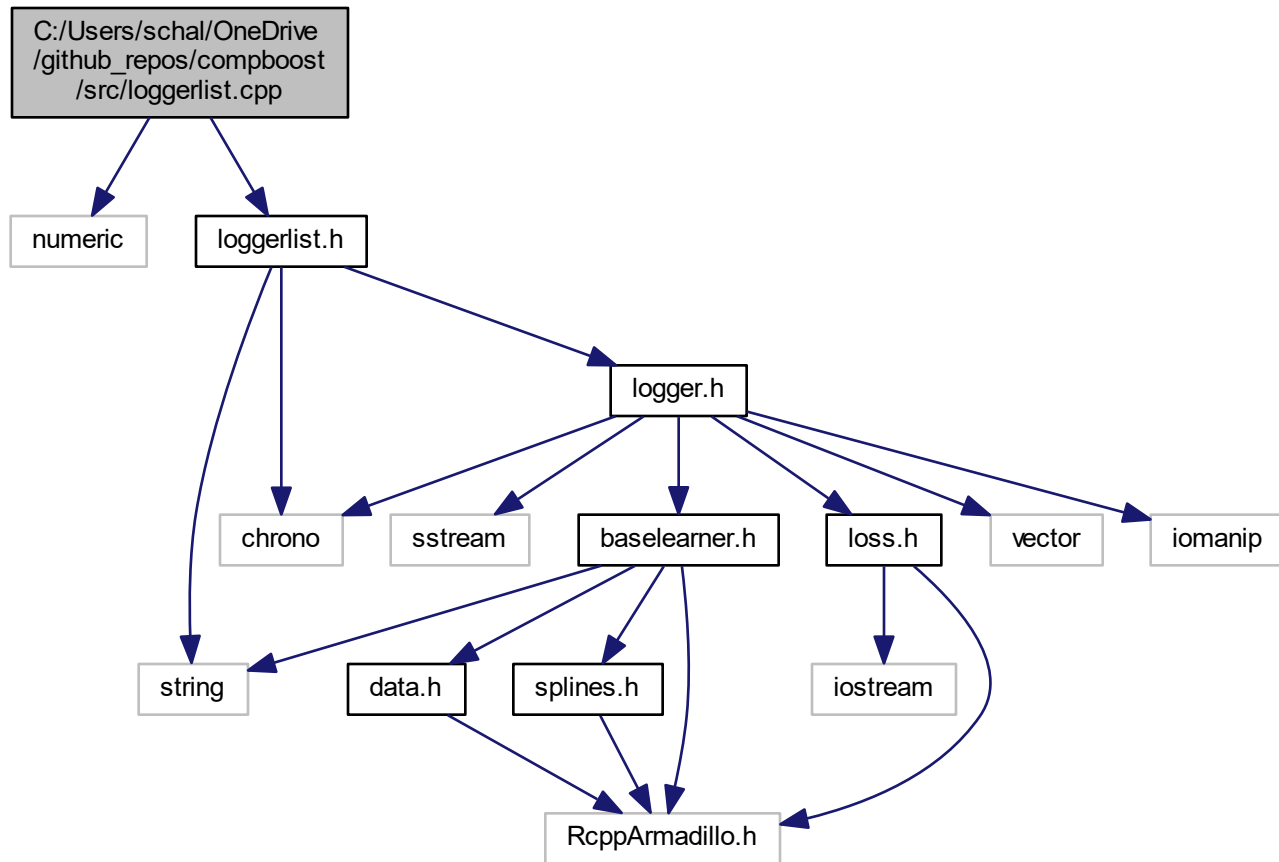 C:/Users/schal/OneDrive
/github_repos/compboost
/src/loggerlist.cpp
numeric
loggerlist.h
logger.h
chrono
sstream
baselearner.h
loss.h
vector
iomanip
string
data.h
splines.h
iostream
RcppArmadillo.h